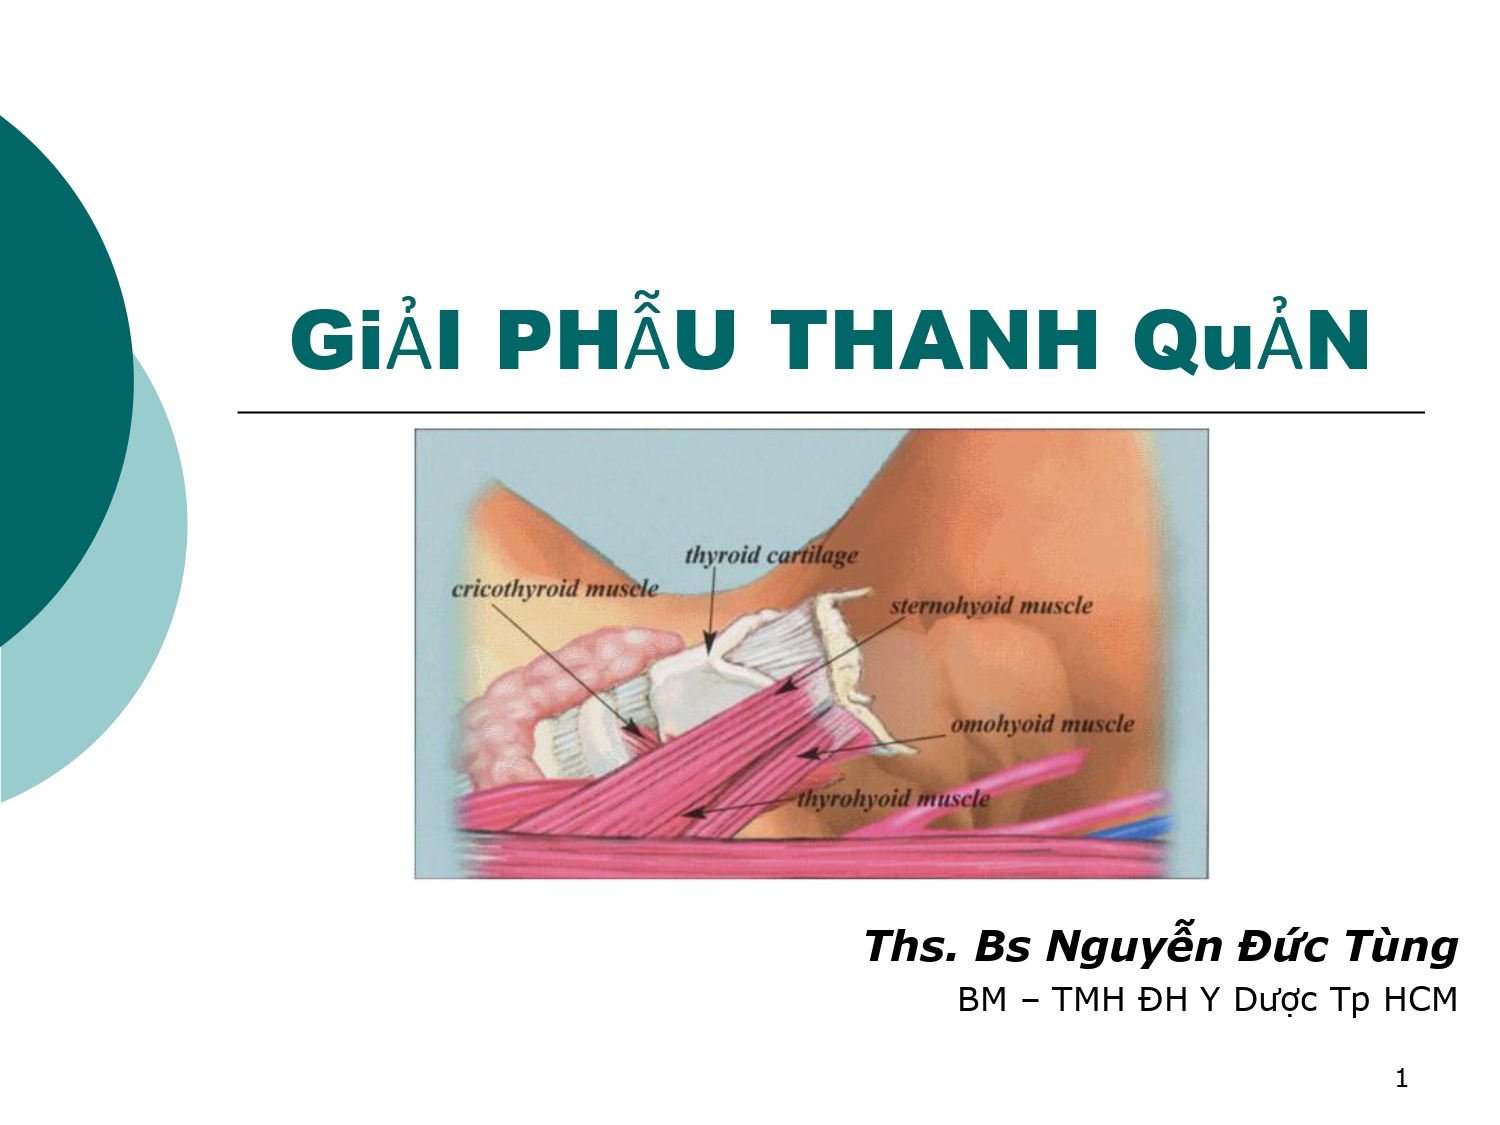 GiẢI PHẪU THANH QuẢN
thyroid cartilage
cricothyroid muscle
sternohyoid muscle
omohyoid muscle
thyrohyoid muscle
Ths. Bs Nguyễn Đức Tùng
BM – TMH ĐH Y Dược Tp HCM
1